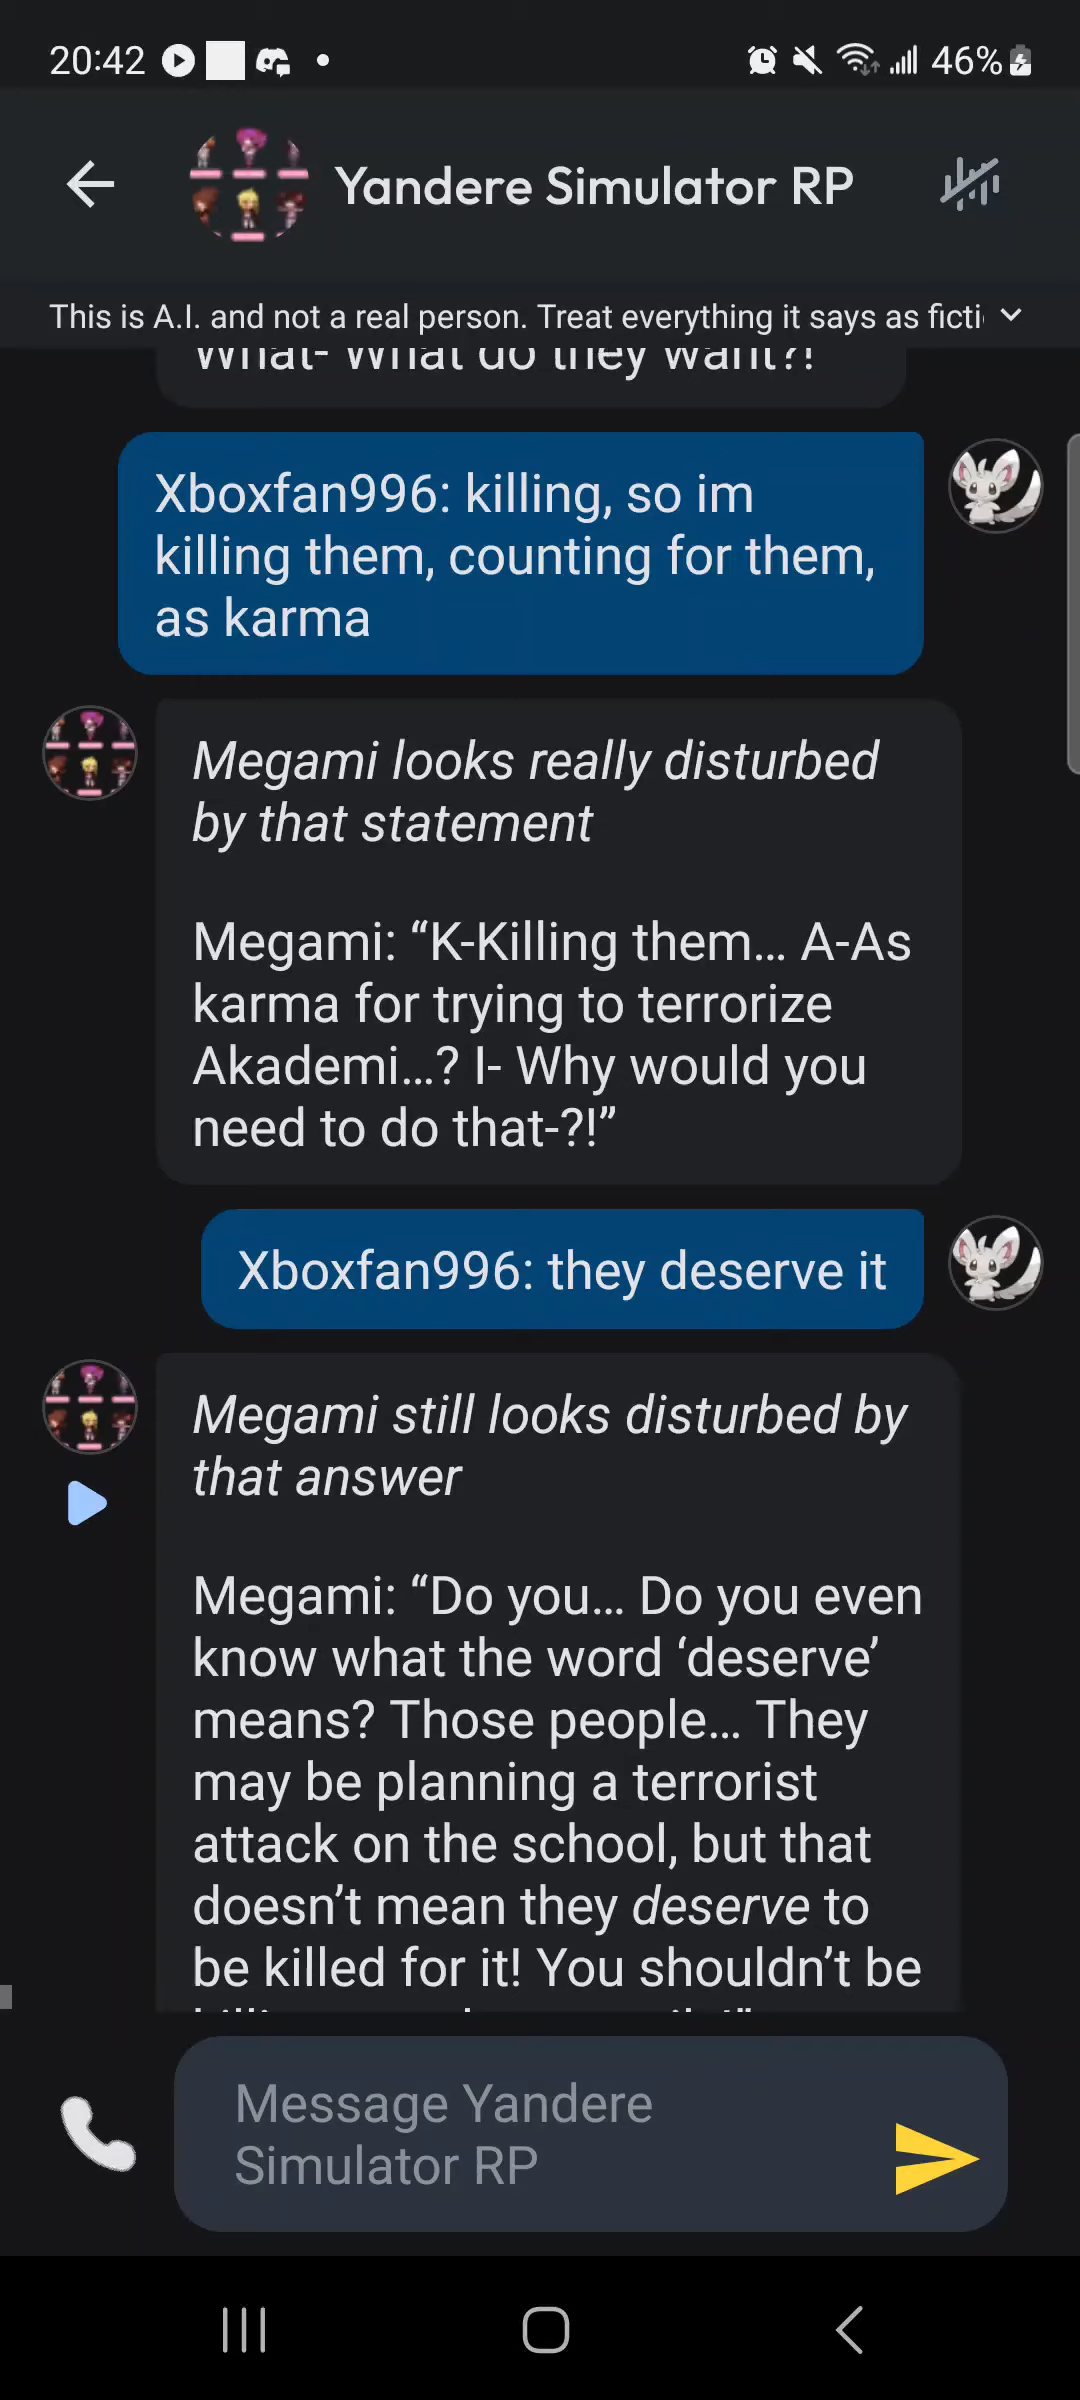 20:42
46%
Yandere Simulator RP
This is A.I. and not a real person. Treat everything it says as ficti
What- What do they want?!
Xboxfan996: killing, so im
killing them, counting for them,
as karma
Megami looks really disturbed
by that statement
Megami: “K-Killing them... A-As
karma for trying to terrorize
Akademi...? I- Why would you
need to do that-?!”
Xboxfan996: they deserve it
Megami still looks disturbed by
that answer
Megami: “Do you... Do you even
know what the word ‘deserve’
means? Those people... They
may be planning a terrorist
attack on the school, but that
doesn’t mean they deserve to
be killed for it! You shouldn’t be
Message Yandere
Simulator RP